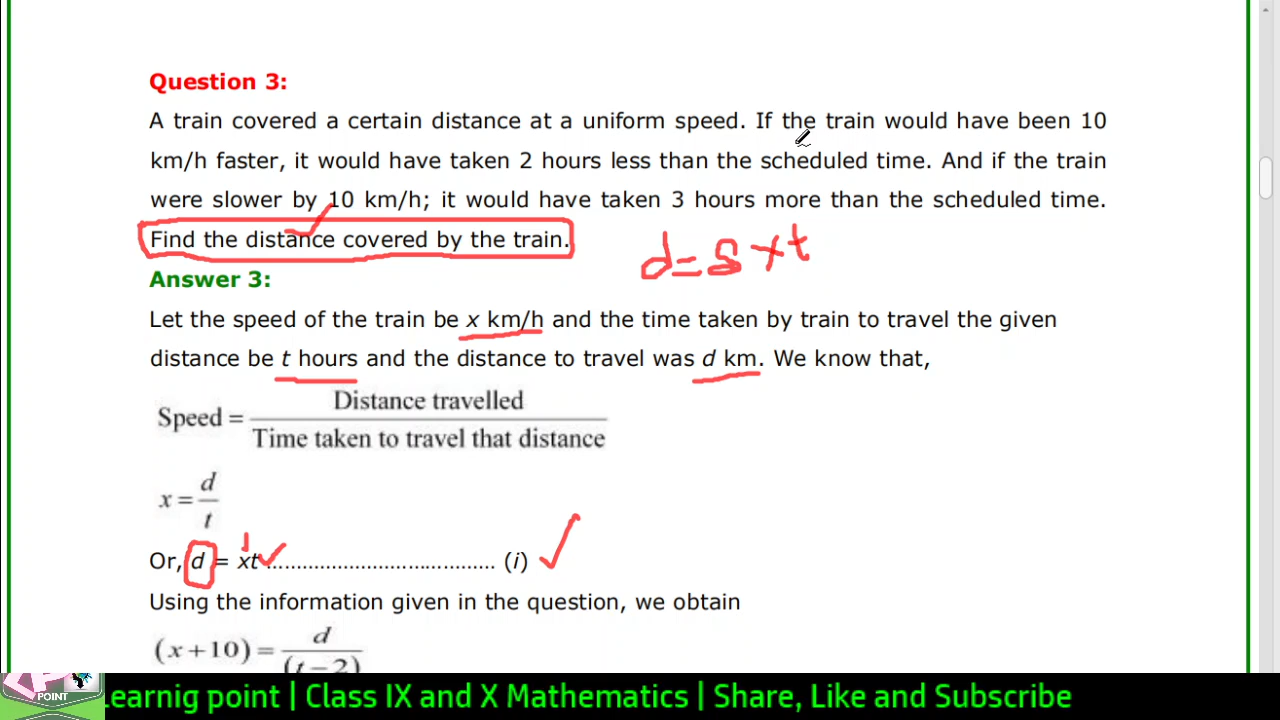 Question 3:
A train covered a certain distance at a uniform speed. If the train would have been 10
km/h faster, it would have taken 2 hours less than the scheduled time. And if the train
were slower by 10 km/h; it would have taken 3 hours more than the scheduled time.
Find the distance covered by the train.
d = s x t
Answer 3:
Let the speed of the train be x km/h and the time taken by train to travel the given
distance be t hours and the distance to travel was d km. We know that,
Speed = Distance travelled / Time taken to travel that distance
x = d / t
Or, d = xt .......................................... (i)
Using the information given in the question, we obtain
(x+10) = d / (t−2)
POINT
Learnig point | Class IX and X Mathematics | Share, Like and Subscribe